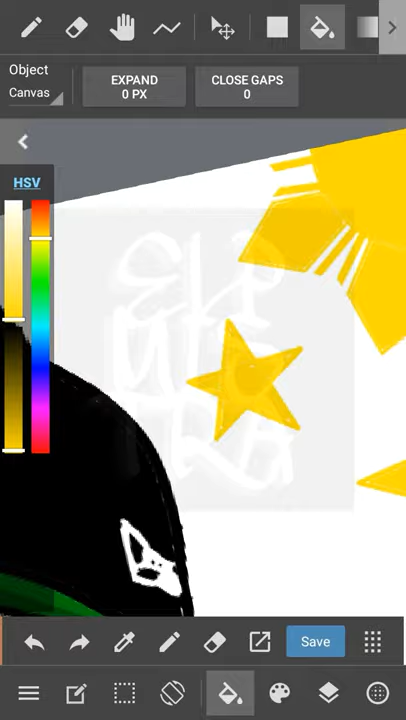 Object
Canvas
EXPAND
0 PX
CLOSE GAPS
0
HSV
Save